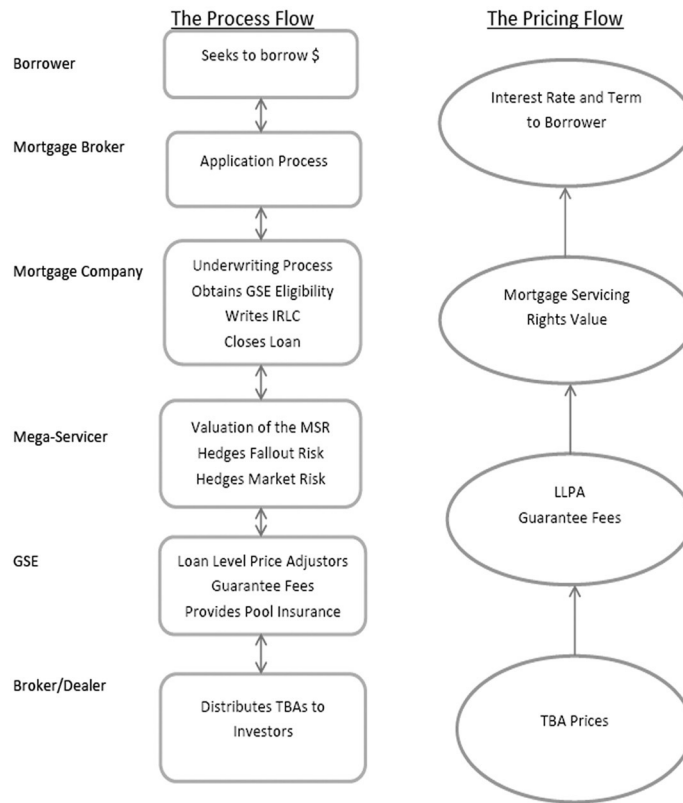 The Process Flow
The Pricing Flow
Borrower
Seeks to borrow $
Interest Rate and Term
to Borrower
Mortgage Broker
Application Process
Mortgage Company
Underwriting Process
Obtains GSE Eligibility
Writes IRLC
Closes Loan
Mortgage Servicing
Rights Value
Mega-Servicer
Valuation of the MSR
Hedges Fallout Risk
Hedges Market Risk
LLPA
Guarantee Fees
GSE
Loan Level Price Adjustors
Guarantee Fees
Provides Pool Insurance
Broker/Dealer
Distributes TBAs to
Investors
TBA Prices